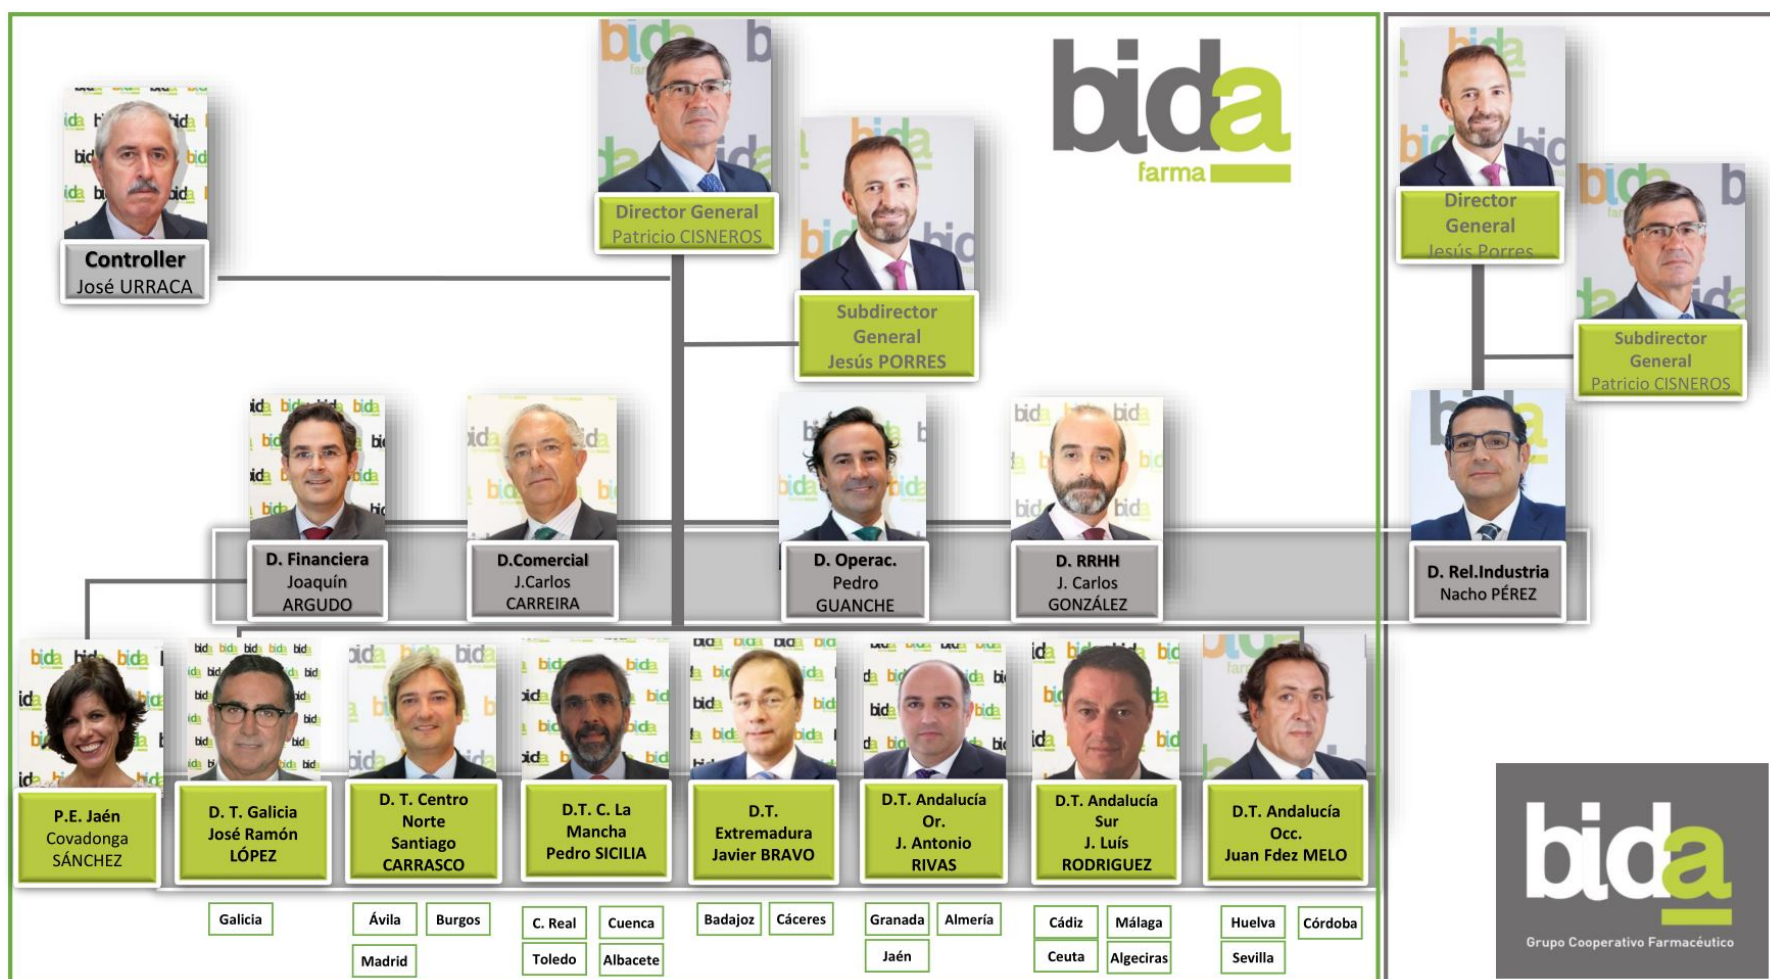 bida
farma
Controller
José URRACA
Director General
Patricio CISNEROS
Subdirector
General
Jesús PORRES
Director
General
Jesús Porres
Subdirector
General
Patricio CISNEROS
D. Financiera
Joaquín
ARGUDO
D.Comercial
J.Carlos
CARREIRA
D. Operac.
Pedro
GUANCHE
D. RRHH
J. Carlos
GONZÁLEZ
D. Rel.Industria
Nacho PÉREZ
P.E. Jaén
Covadonga
SÁNCHEZ
D. T. Galicia
José Ramón
LÓPEZ
D. T. Centro
Norte
Santiago
CARRASCO
D.T. C. La
Mancha
Pedro SICILIA
D.T.
Extremadura
Javier BRAVO
D.T. Andalucía
Or.
J. Antonio
RIVAS
D.T. Andalucía
Sur
J. Luís
RODRIGUEZ
D.T. Andalucía
Occ.
Juan Fdez MELO
Galicia
Ávila
Burgos
Madrid
C. Real
Cuenca
Toledo
Albacete
Badajoz
Cáceres
Granada
Almería
Jaén
Cádiz
Málaga
Ceuta
Algeciras
Huelva
Córdoba
Sevilla
bida
Grupo Cooperativo Farmacéutico